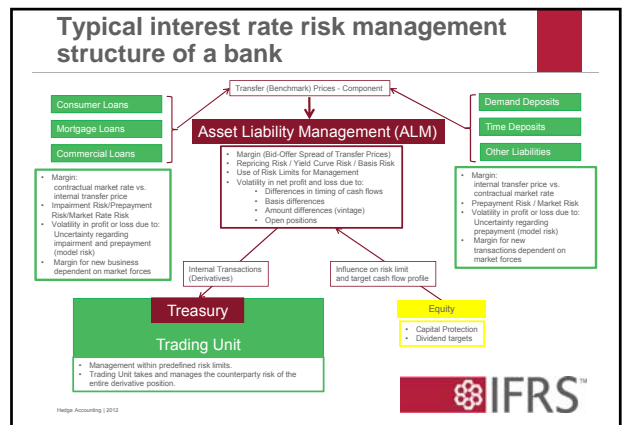 Typical interest rate risk management
structure of a bank
Transfer (Benchmark) Prices - Component
Consumer Loans
Mortgage Loans
Commercial Loans
Demand Deposits
Time Deposits
Other Liabilities
Asset Liability Management (ALM)
• Margin (Bid-Offer Spread of Transfer Prices)
• Repricing Risk / Yield Curve Risk / Basis Risk
• Use of Risk Limits for Management
• Volatility in net profit and loss due to:
• Differences in timing of cash flows
• Basis differences
• Amount differences (vintage)
• Open positions
• Margin:
contractual market rate vs.
internal transfer price
• Impairment Risk/Prepayment
Risk/Market Rate Risk
• Volatility in profit or loss due to:
Uncertainty regarding
impairment and prepayment
(model risk)
• Margin for new business
dependent on market forces
• Margin:
internal transfer price vs.
contractual market rate
• Prepayment Risk / Market Risk
• Volatility in profit or loss due to:
Uncertainty regarding
prepayment (model risk)
• Margin for new
transactions dependent on
market forces
Internal Transactions
(Derivatives)
Influence on risk limit
and target cash flow profile
Treasury
Trading Unit
• Management within predefined risk limits.
• Trading Unit takes and manages the counterparty risk of the
entire derivative position.
Equity
• Capital Protection
• Dividend targets
Hedge Accounting | 2012
IFRS™